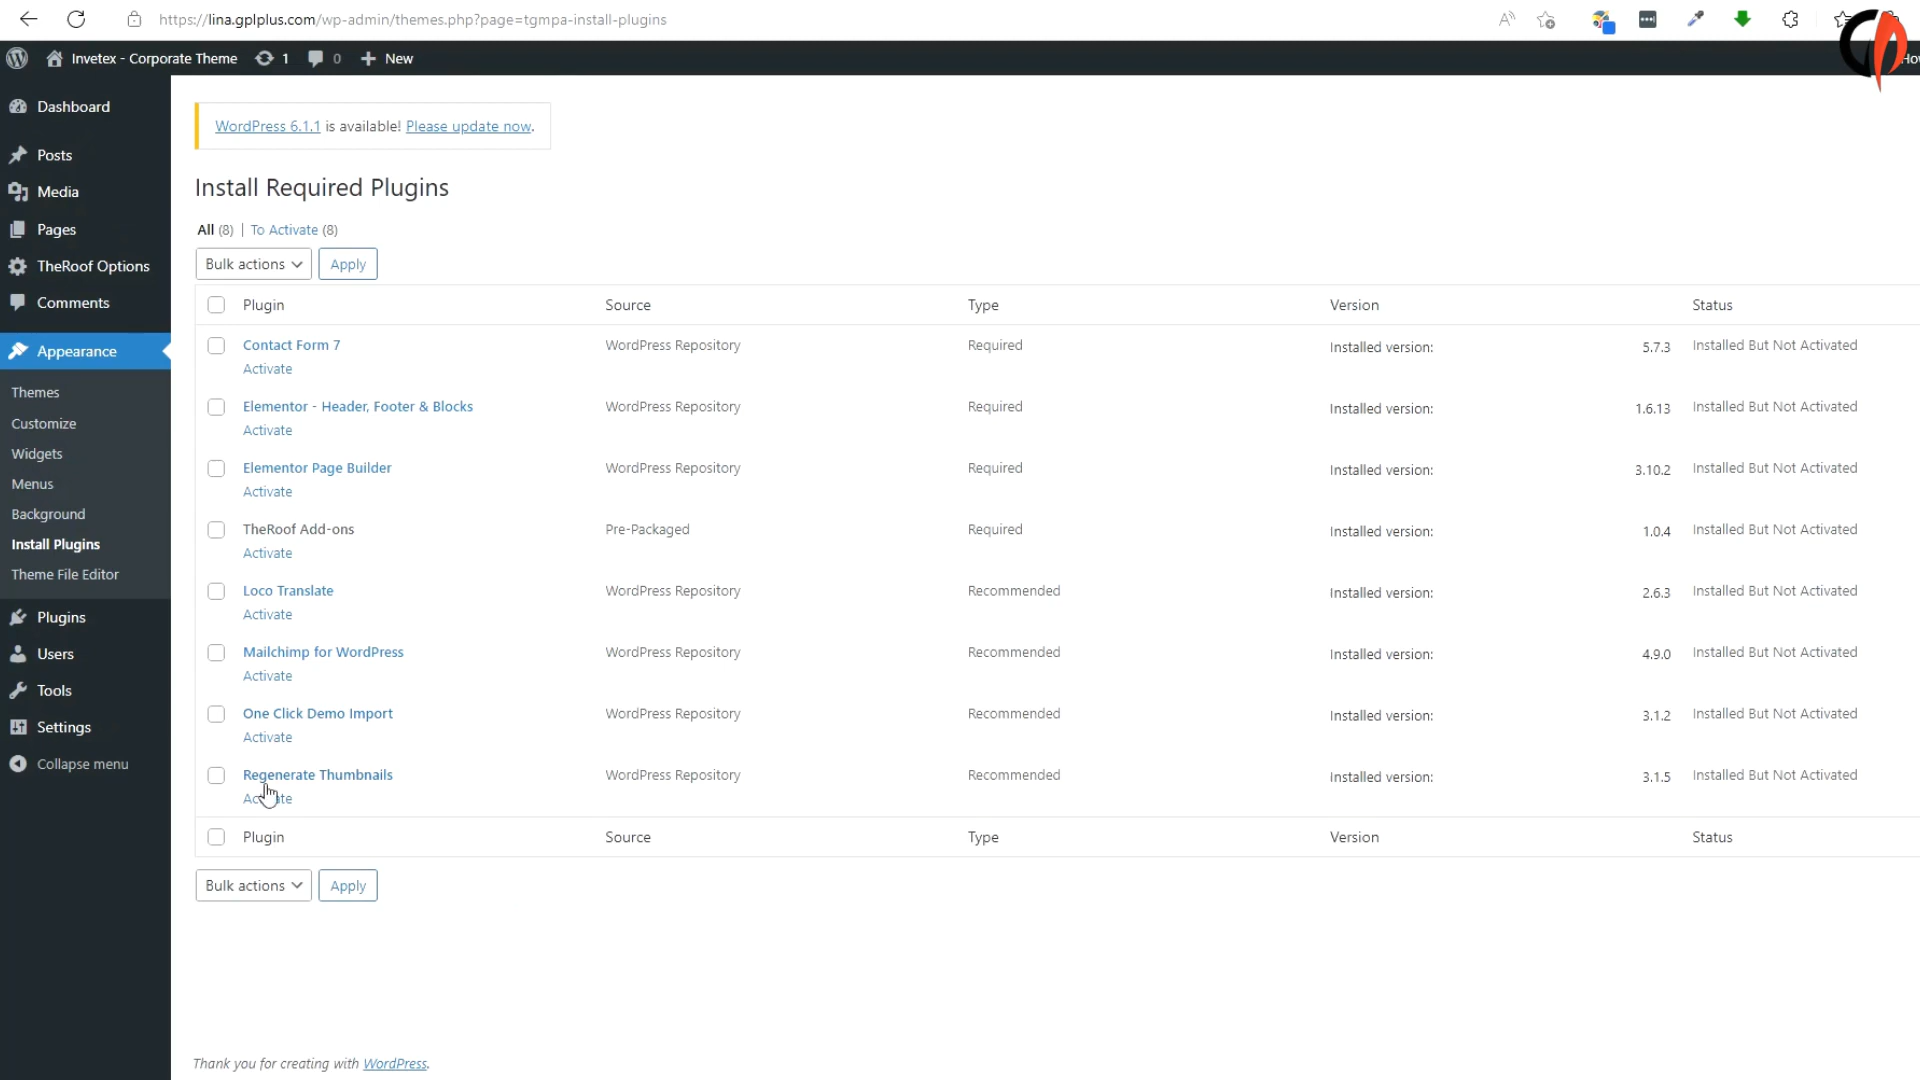 https://lina.gplplus.com/wp-admin/themes.php?page=tgmpa-install-plugins
Invetex - Corporate Theme 1 0 New
Dashboard
Posts
Media
Pages
TheRoof Options
Comments
Appearance
Themes
Customize
Widgets
Menus
Background
Install Plugins
Theme File Editor
Plugins
Users
Tools
Settings
Collapse menu
WordPress 6.1.1 is available! Please update now.
Install Required Plugins
All (8) | To Activate (8)
Bulk actions Apply
Plugin Source Type Version Status
Contact Form 7 WordPress Repository Required Installed version: 5.7.3 Installed But Not Activated
Activate
Elementor - Header, Footer & Blocks WordPress Repository Required Installed version: 1.6.13 Installed But Not Activated
Activate
Elementor Page Builder WordPress Repository Required Installed version: 3.10.2 Installed But Not Activated
Activate
TheRoof Add-ons Pre-Packaged Required Installed version: 1.0.4 Installed But Not Activated
Activate
Loco Translate WordPress Repository Recommended Installed version: 2.6.3 Installed But Not Activated
Activate
Mailchimp for WordPress WordPress Repository Recommended Installed version: 4.9.0 Installed But Not Activated
Activate
One Click Demo Import WordPress Repository Recommended Installed version: 3.1.2 Installed But Not Activated
Activate
Regenerate Thumbnails WordPress Repository Recommended Installed version: 3.1.5 Installed But Not Activated
Activate
Plugin Source Type Version Status
Bulk actions Apply
Thank you for creating with WordPress.